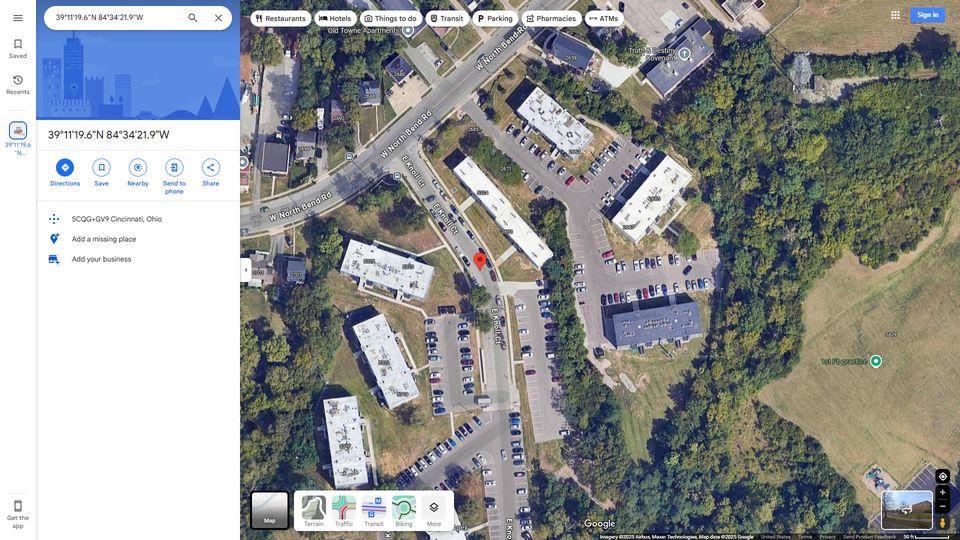 39°11'19.6"N 84°34'21.9"W
Restaurants
Hotels
Things to do
Transit
Parking
Pharmacies
ATMs
Sign in
Saved
Recents
39°11'19.6
"N...
39°11'19.6"N 84°34'21.9"W
Directions
Save
Nearby
Send to
phone
Share
5CQG+GV9 Cincinnati, Ohio
Add a missing place
Add your business
Get the
app
Old Towne Apartments
W North Bend Rd
W North Bend Rd
W North Bend Rd
Truth & Destiny
Covenant
E Knoll Ct
E Knoll Ct
E Knoll Ct
2671
1st Fb practice
Map
Terrain
Traffic
Transit
Biking
More
Google
Imagery ©2025 Airbus, Maxar Technologies, Map data ©2025 Google
United States
Terms
Privacy
Send Product Feedback
50 ft